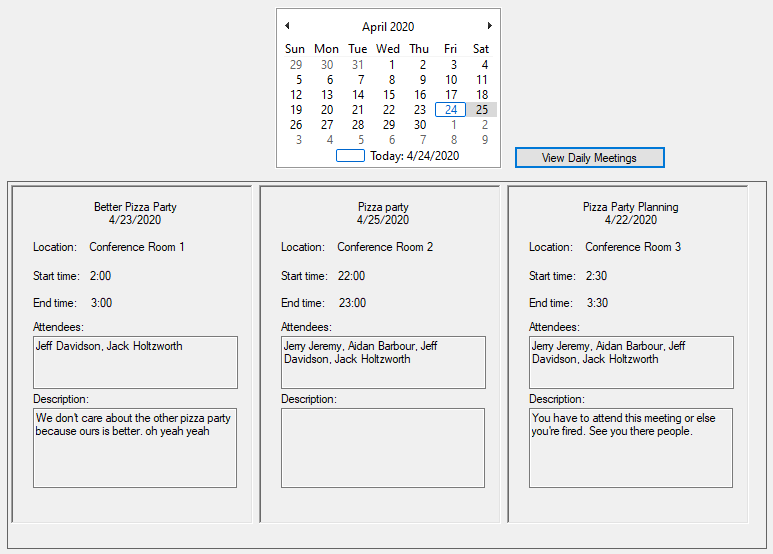 April 2020
Sun Mon Tue Wed Thu Fri Sat
29 30 31 1 2 3 4
5 6 7 8 9 10 11
12 13 14 15 16 17 18
19 20 21 22 23 24 25
26 27 28 29 30 1 2
3 4 5 6 7 8 9
Today: 4/24/2020
View Daily Meetings
Better Pizza Party
4/23/2020
Location: Conference Room 1
Start time: 2:00
End time: 3:00
Attendees:
Jeff Davidson, Jack Holtzworth
Description:
We don't care about the other pizza party
because ours is better. oh yeah yeah
Pizza party
4/25/2020
Location: Conference Room 2
Start time: 22:00
End time: 23:00
Attendees:
Jerry Jeremy, Aidan Barbour, Jeff
Davidson, Jack Holtzworth
Description:
Pizza Party Planning
4/22/2020
Location: Conference Room 3
Start time: 2:30
End time: 3:30
Attendees:
Jerry Jeremy, Aidan Barbour, Jeff
Davidson, Jack Holtzworth
Description:
You have to attend this meeting or else
you're fired. See you there people.